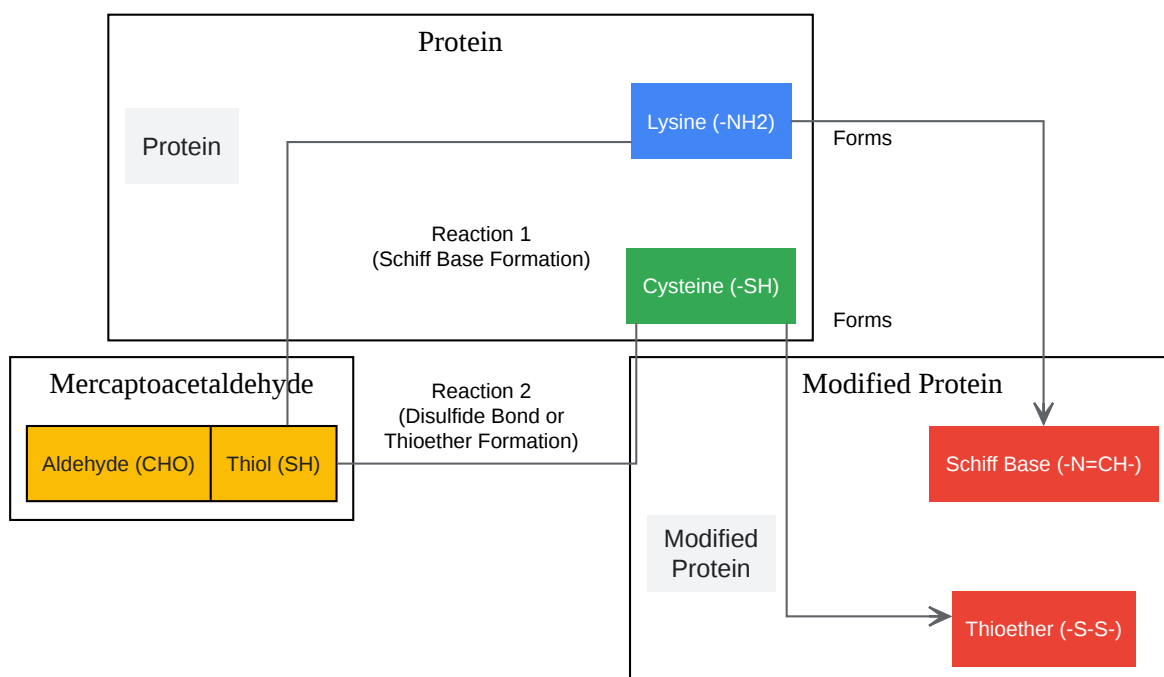 Protein
Lysine (-NH2)
Forms
Protein
Reaction 1
(Schiff Base Formation)
Cysteine (-SH)
Forms
Mercaptoacetaldehyde
Reaction 2
(Disulfide Bond or
Thioether Formation)
Modified Protein
Aldehyde (CHO)
Thiol (SH)
Schiff Base (-N=CH-)
Modified
Protein
Thioether (-S-S-)